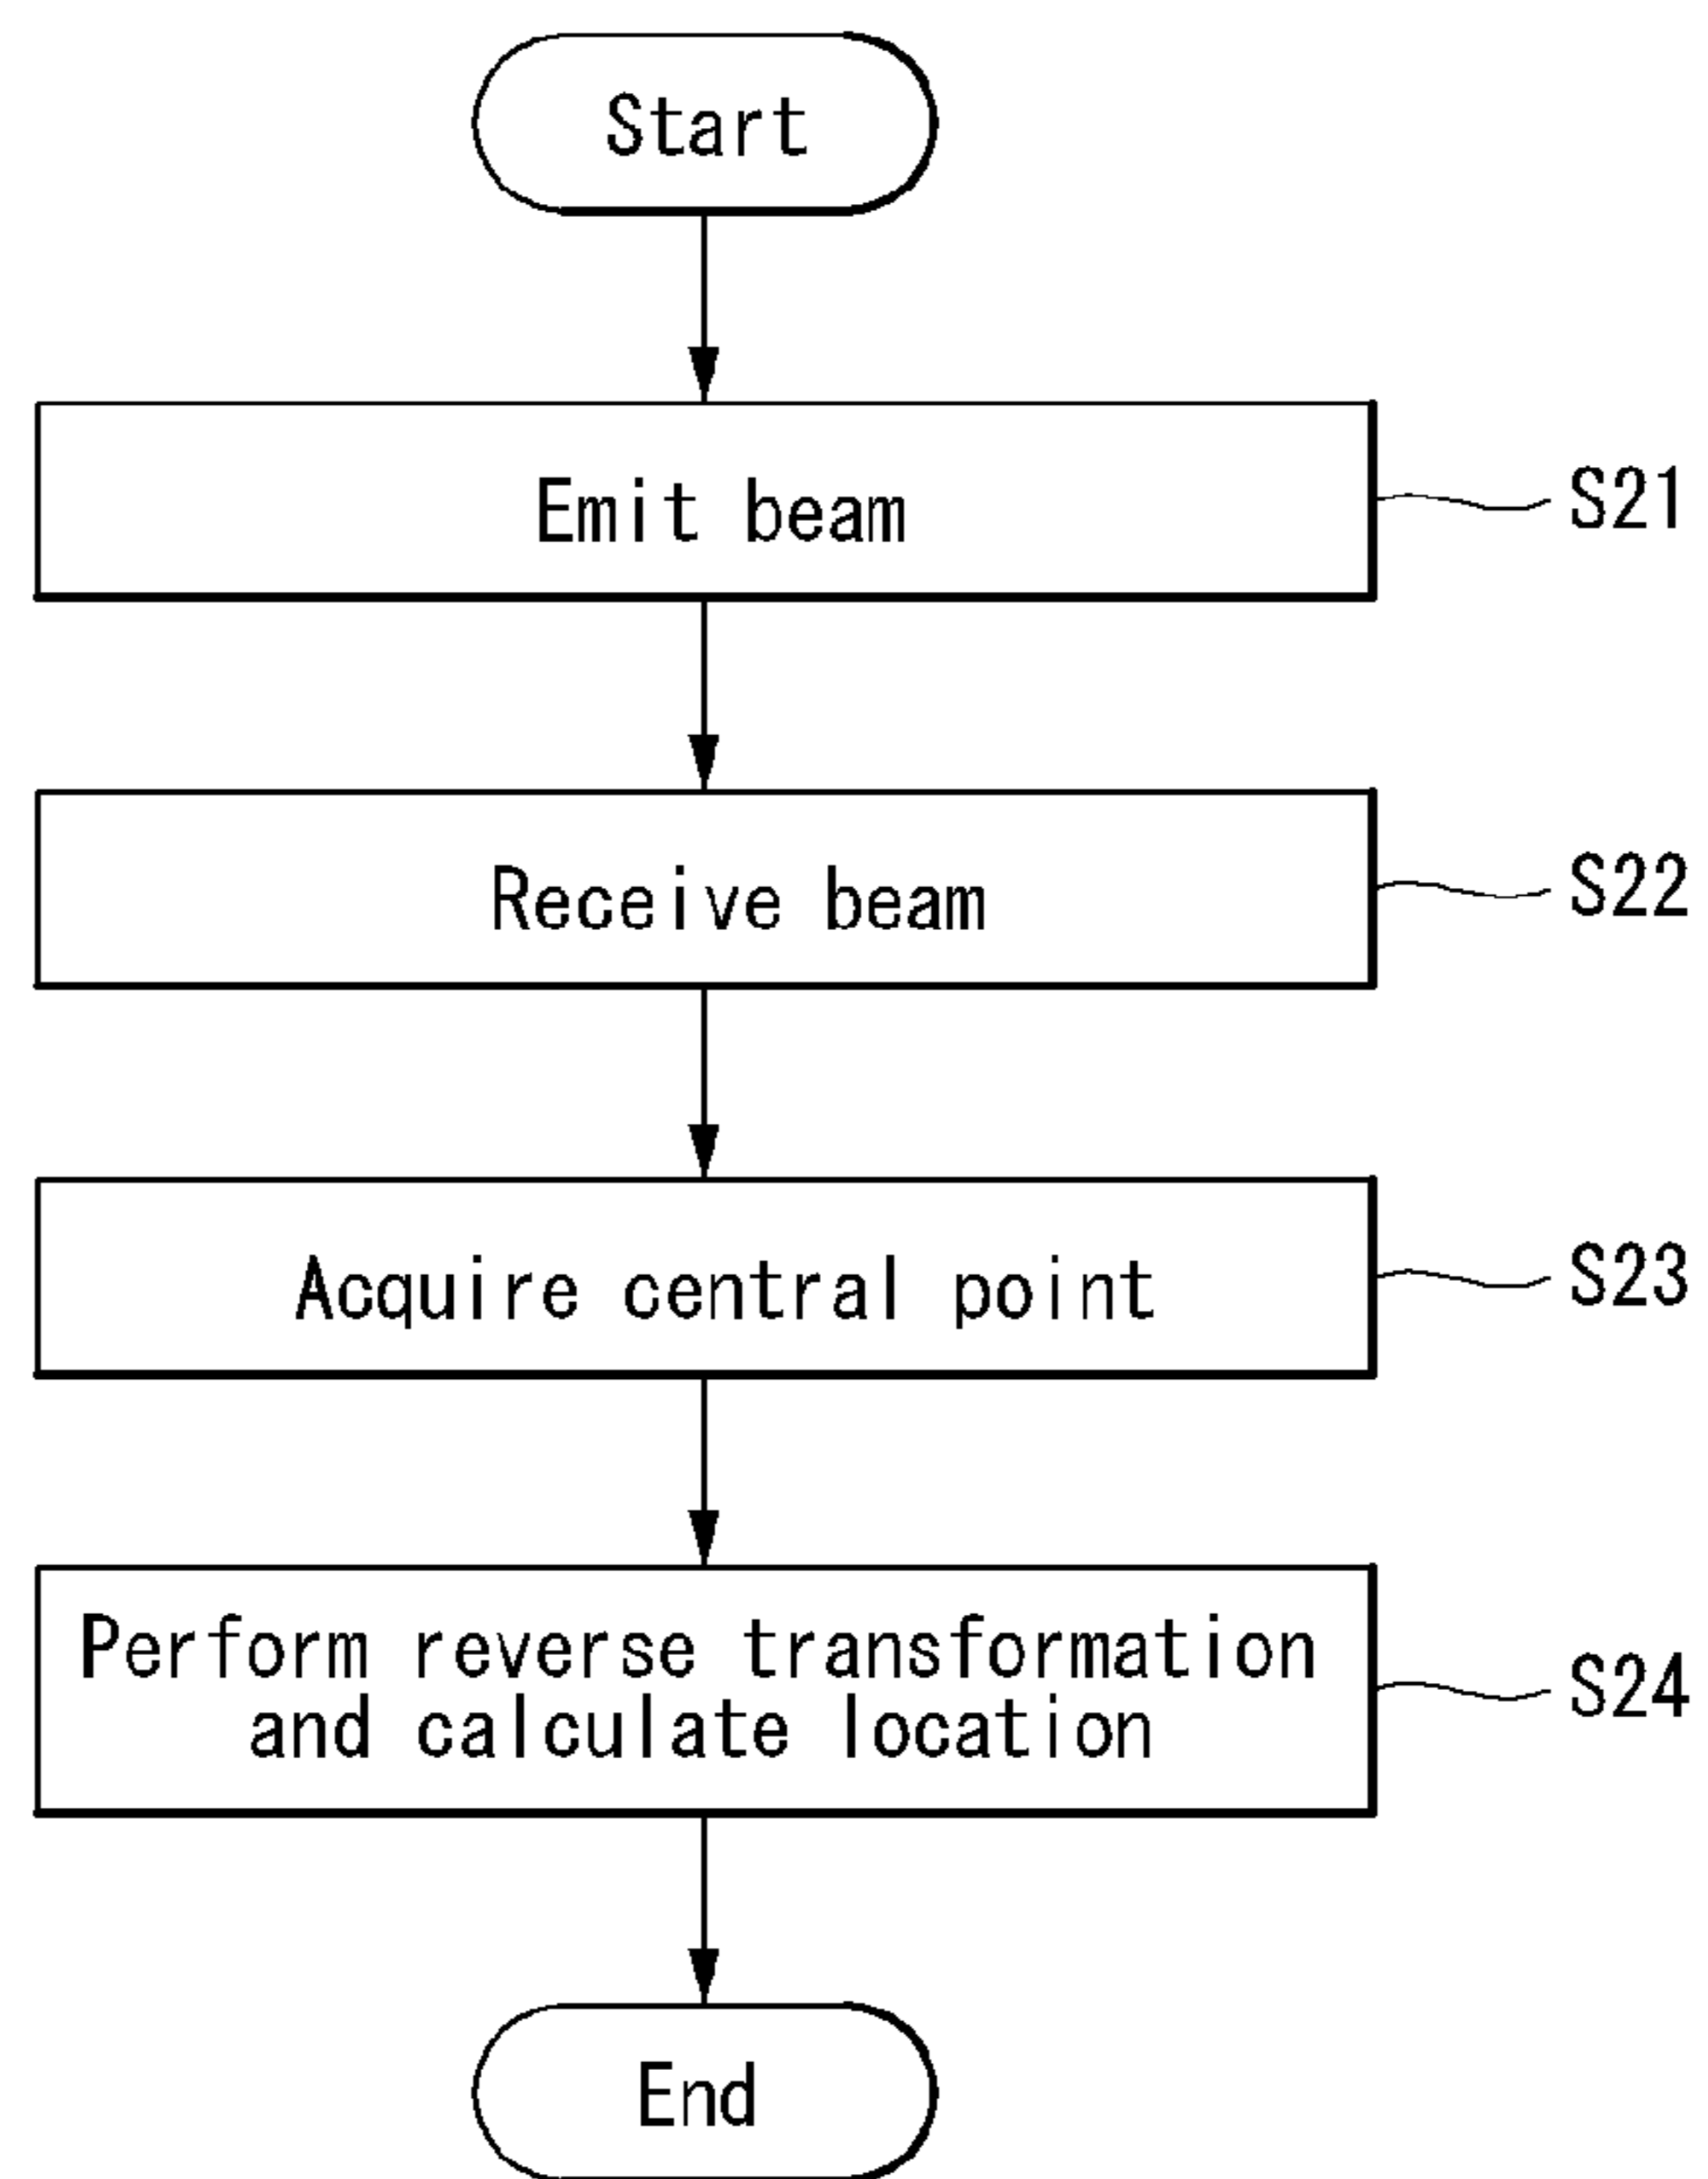 Start
Emit beam
S21
Receive beam
S22
Acquire central point
S23
Perform reverse transformation
and calculate location
S24
End